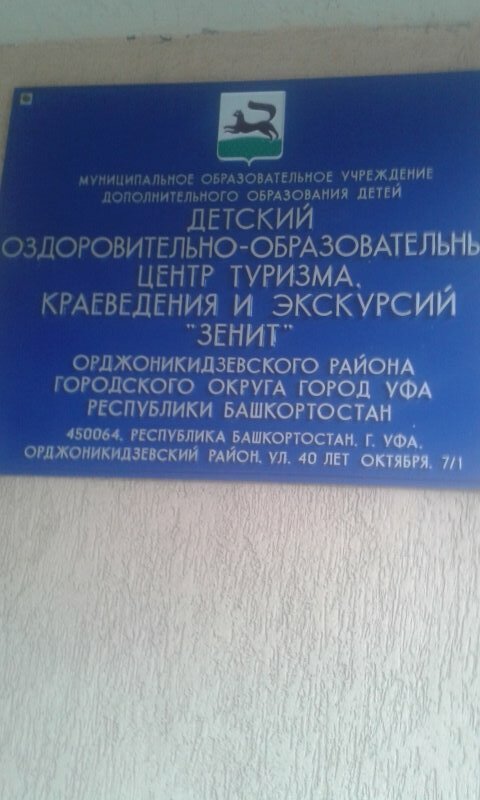 МУНИЦИПАЛЬНОЕ ОБРАЗОВАТЕЛЬНОЕ УЧРЕЖДЕНИЕ
ДОПОЛНИТЕЛЬНОГО ОБРАЗОВАНИЯ ДЕТЕЙ
ДЕТСКИЙ
ОЗДОРОВИТЕЛЬНО-ОБРАЗОВАТЕЛЬНЫ
ЦЕНТР ТУРИЗМА,
КРАЕВЕДЕНИЯ И ЭКСКУРСИЙ
"ЗЕНИТ"
ОРДЖОНИКИДЗЕВСКОГО РАЙОНА
ГОРОДСКОГО ОКРУГА ГОРОД УФА
РЕСПУБЛИКИ БАШКОРТОСТАН
450064, РЕСПУБЛИКА БАШКОРТОСТАН, Г. УФА,
ОРДЖОНИКИДЗЕВСКИЙ РАЙОН, УЛ. 40 ЛЕТ ОКТЯБРЯ, 7/1